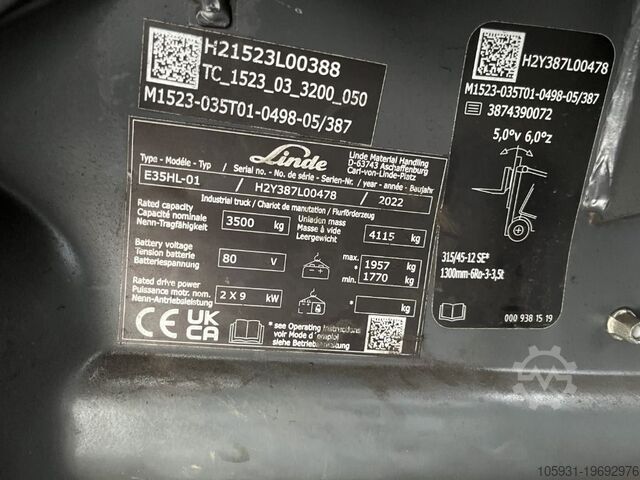 H21523L00388
TC_1523_03_3200_050
M1523-035T01-0498-05/387
Linde
Linde Material Handling
D-63743 Aschaffenburg
Carl-von-Linde-Platz
Type - Modèle - Typ / Serial no. - No. de série - Serien-Nr. / year - année - Baujahr
E35HL-01 / H2Y387L00478 / 2022
Industrial truck / Chariot de manutention / Flurförderzeug
Rated capacity
Capacité nominale
Nenn-Tragfähigkeit
3500 kg
Unladen mass
Masse à vide
Leergewicht
4115 kg
Battery voltage
Tension batterie
Batteriespannung
80 V
max. * 1957 kg
min. * 1770
Rated drive power
Puissance motr. nom.
Nenn-Antriebsleistung
2 X 9 kW
* kg
CE UK CA
* see Operating Instructions
voir Mode d'emploi
siehe Betriebsanleitung
H2Y387L00478
M1523-035T01-0498-05/387
3874390072
5,0°v 6,0°z
315/45-12 SE*
1300mm-6Ro-3-3,5t
000 938 15 19
105931-19692976